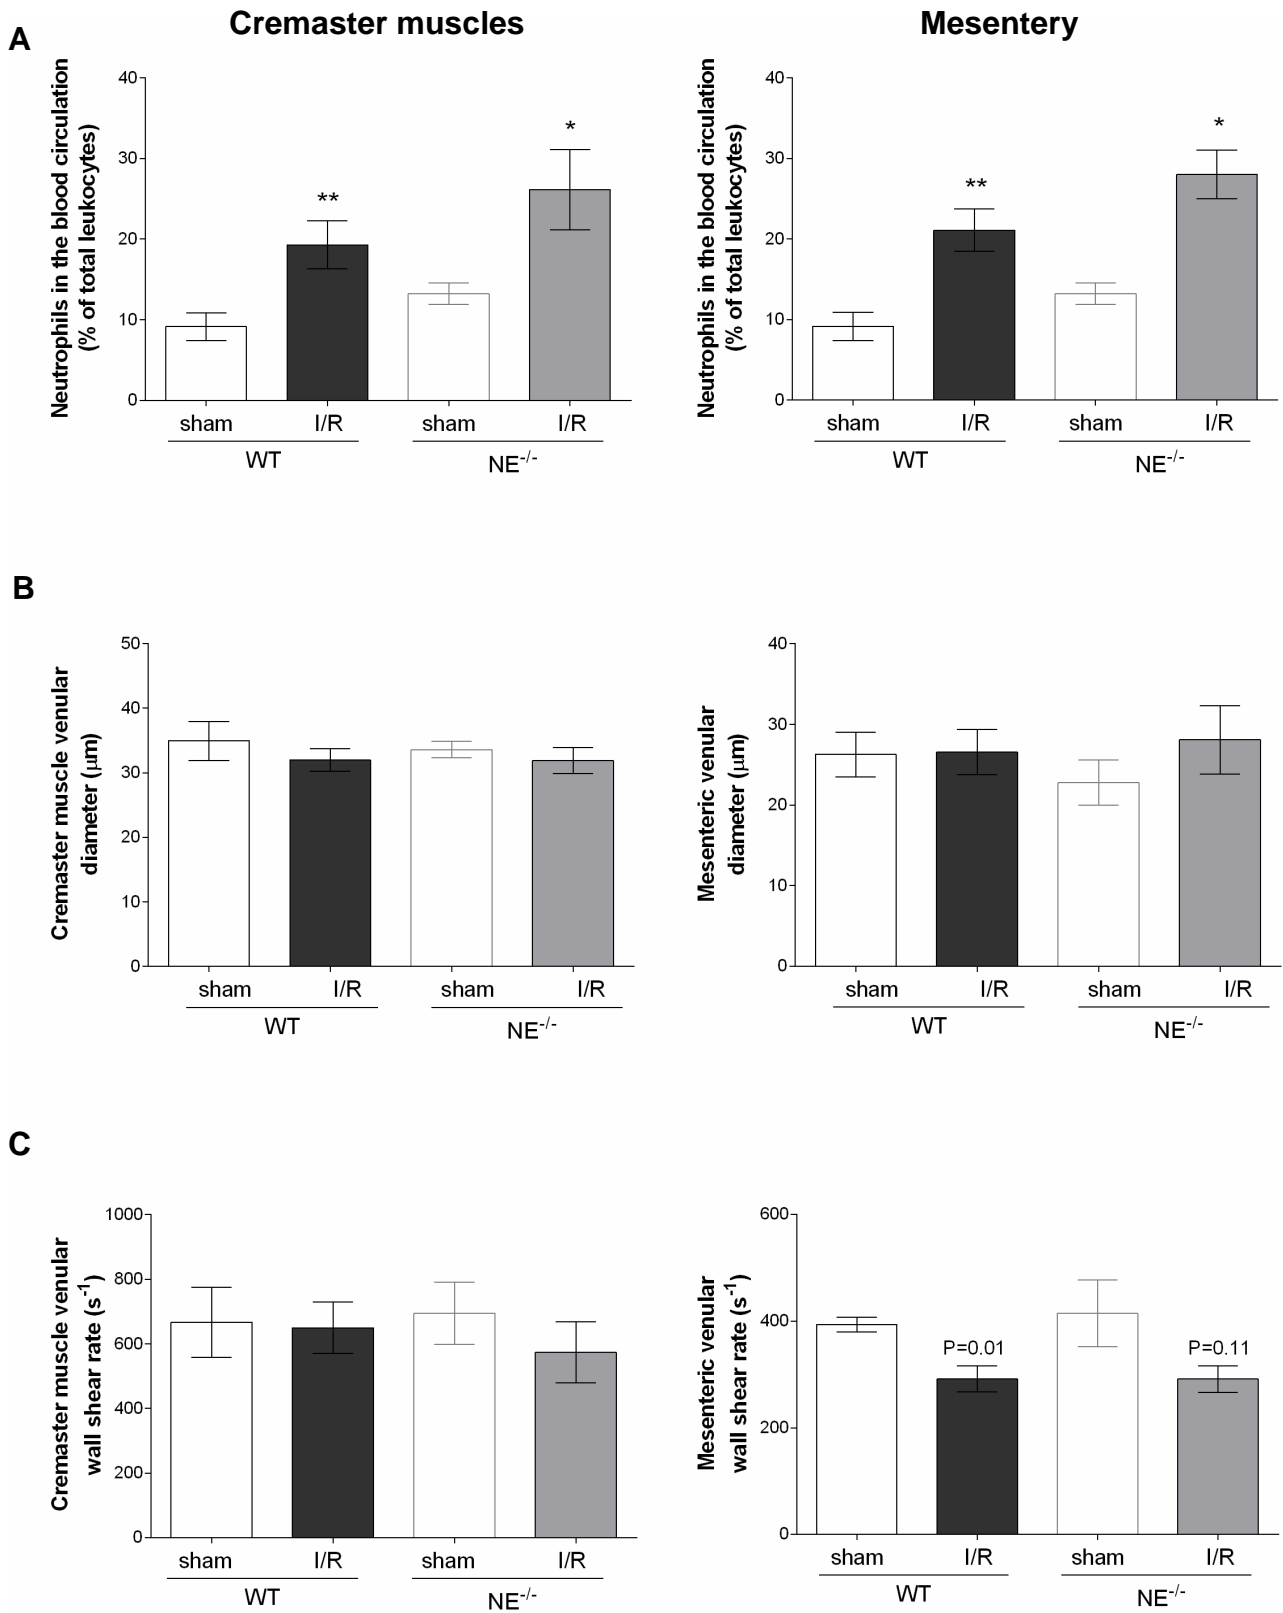 Cremaster muscles
Mesentery
A
Neutrophils in the blood circulation
(% of total leukocytes)
40
30
20
10
0
**
*
sham I/R sham I/R
WT NE-/-
Neutrophils in the blood circulation
(% of total leukocytes)
40
30
20
10
0
**
*
sham I/R sham I/R
WT NE-/-
B
Cremaster muscle venular
diameter (μm)
50
40
30
20
10
0
sham I/R sham I/R
WT NE-/-
Mesenteric venular
diameter (μm)
40
30
20
10
0
sham I/R sham I/R
WT NE-/-
C
Cremaster muscle venular
wall shear rate (s-1)
1000
800
600
400
200
0
sham I/R sham I/R
WT NE-/-
Mesenteric venular
wall shear rate (s-1)
600
400
200
0
P=0.01
P=0.11
sham I/R sham I/R
WT NE-/-